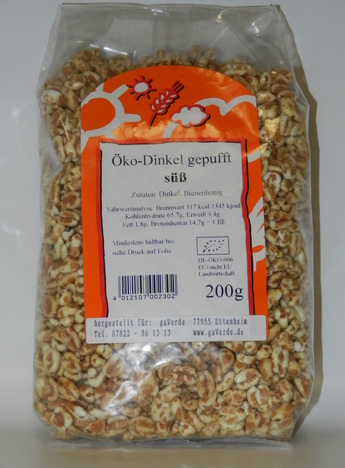 Öko-Dinkel gepufft
süß
Zutaten: Dinkel, Bienenhonig
Nährwertanalyse: Brennwert 317 kcal 1345 kjoul
Kohlenhydrate 65,7g, Eiweiß 9,4g
Fett 1,8g, Broteinheiten 14,7g = 1 BE
Mindestens haltbar bis
siehe Druck auf Folie
DE-ÖKO-006
EU- nicht EU
Landwirtschaft
4 012107 002302
200g
hergestellt für: gaVerde 77955 Ettenheim
Tel. 07822 - 86 13 13 www.gaVerde.de